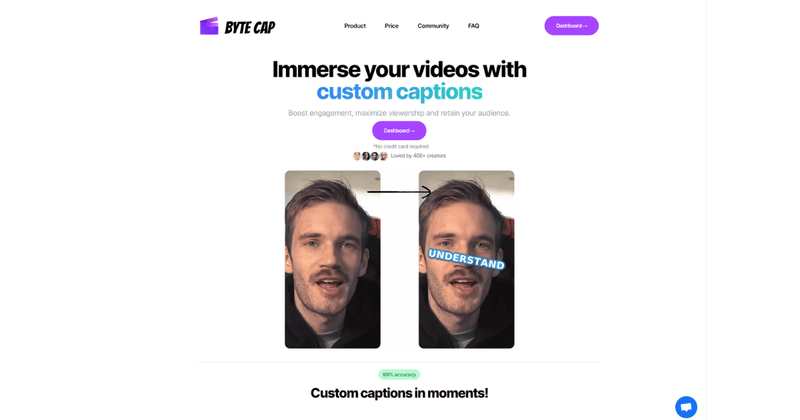 BYTE CAP
Product
Price
Community
FAQ
Dashboard->
Immerse your videos with
custom captions
Boost engagement, maximize viewership and retain your audience.
Dashboard->
*No credit card required
Loved by 400+ creators
UNDERSTAND
99% accuracy
Custom captions in moments!